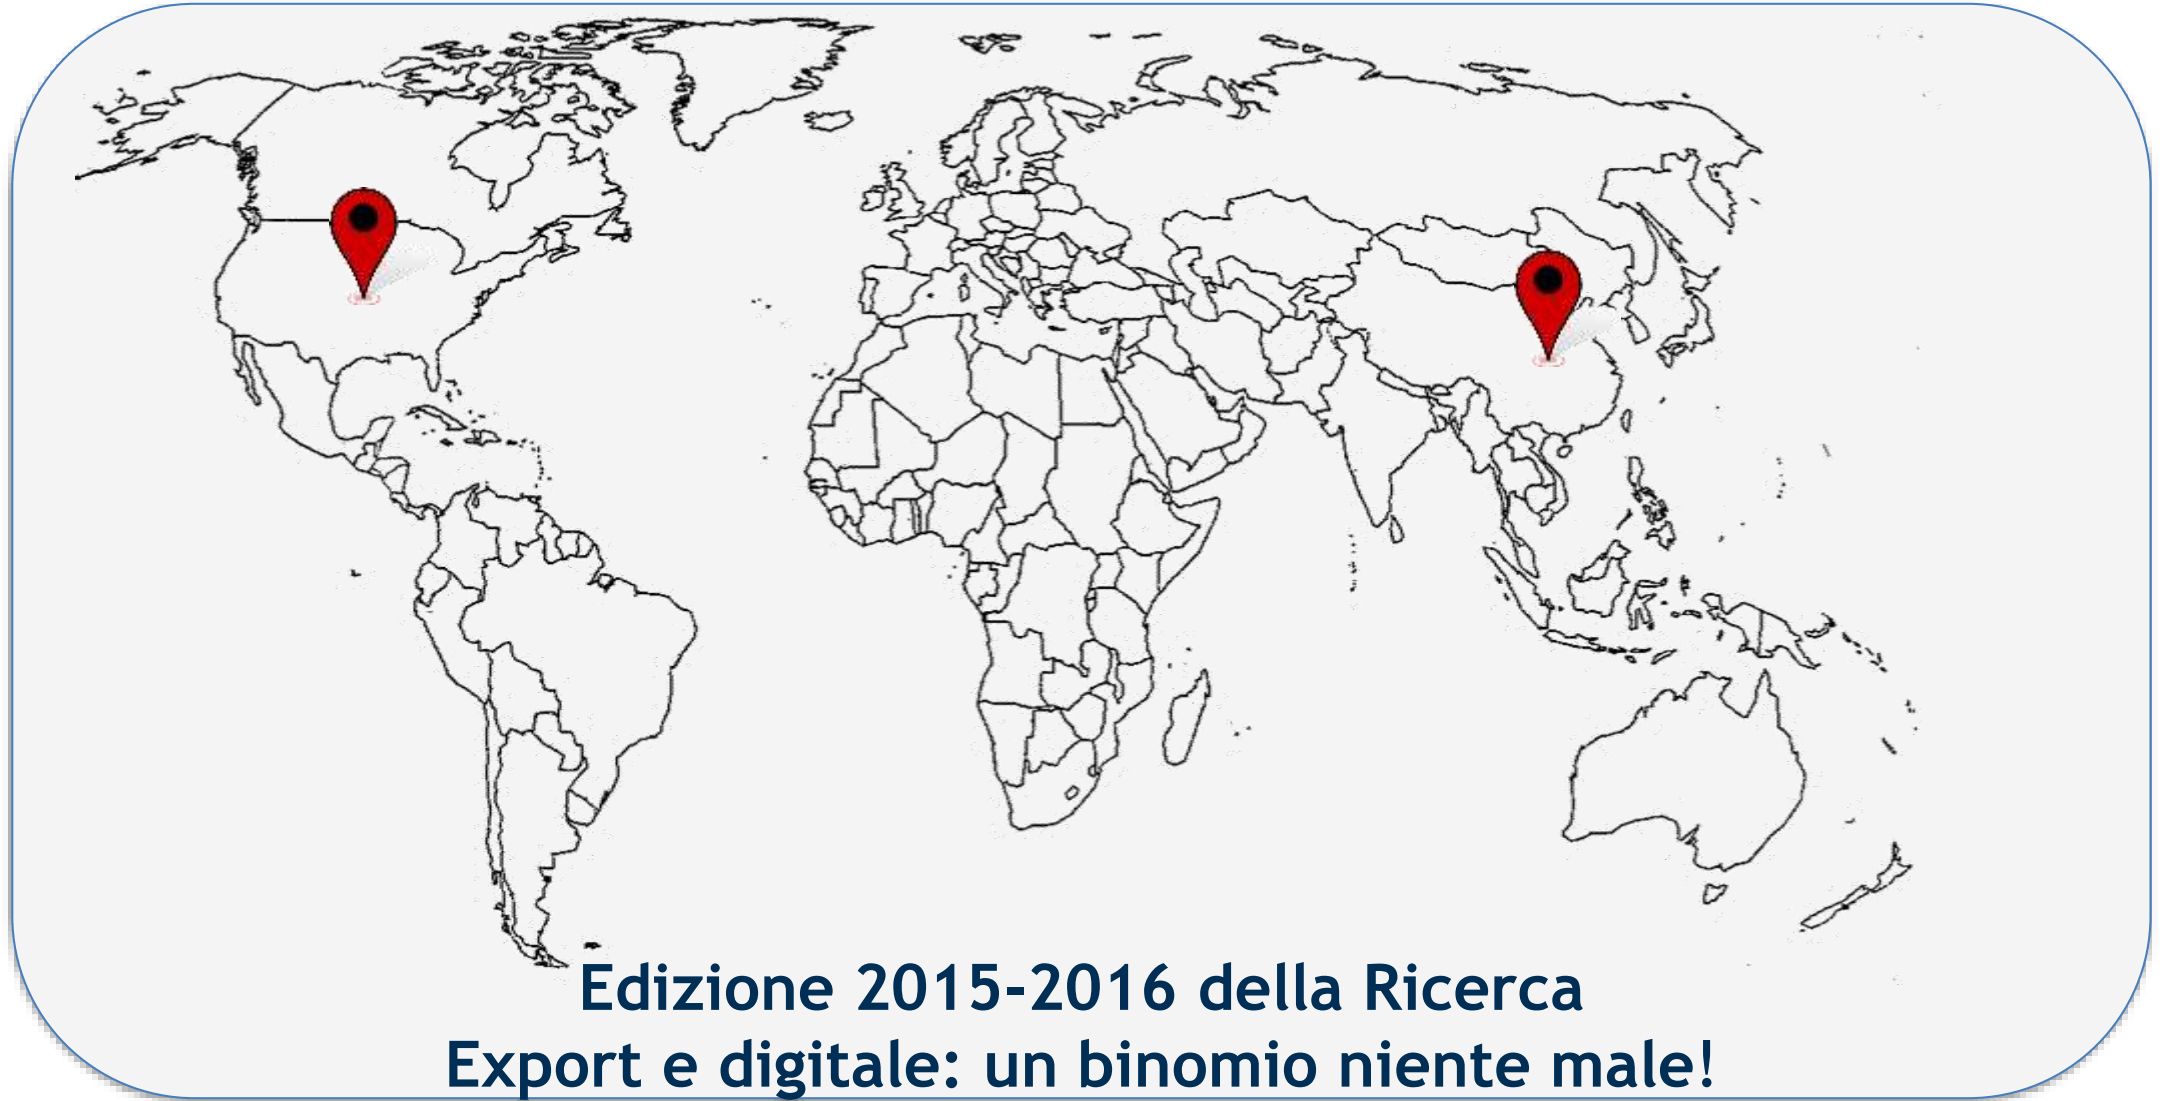 Edizione 2015-2016 della Ricerca
Export e digitale: un binomio niente male!